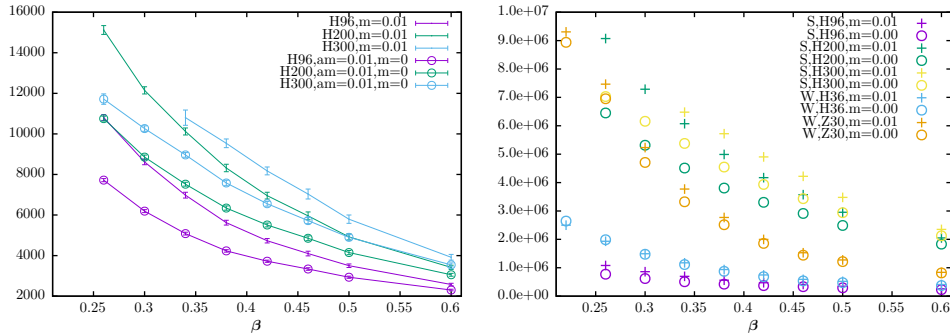 16000
14000
12000
10000
8000
6000
4000
2000
0.25
0.3
0.35
0.4
0.45
0.5
0.55
0.6
β
H96,m=0.01
H200,m=0.01
H300,m=0.01
H96,am=0.01,m=0
H200,am=0.01,m=0
H300,am=0.01,m=0
1.0e+07
9.0e+06
8.0e+06
7.0e+06
6.0e+06
5.0e+06
4.0e+06
3.0e+06
2.0e+06
1.0e+06
0.0e+00
0.25
0.3
0.35
0.4
0.45
0.5
0.55
0.6
β
S,H96,m=0.01
S,H96,m=0.00
S,H200,m=0.01
S,H200,m=0.00
S,H300,m=0.01
S,H300,m=0.00
W,H36,m=0.01
W,H36,m=0.00
W,Z30,m=0.01
W,Z30,m=0.00